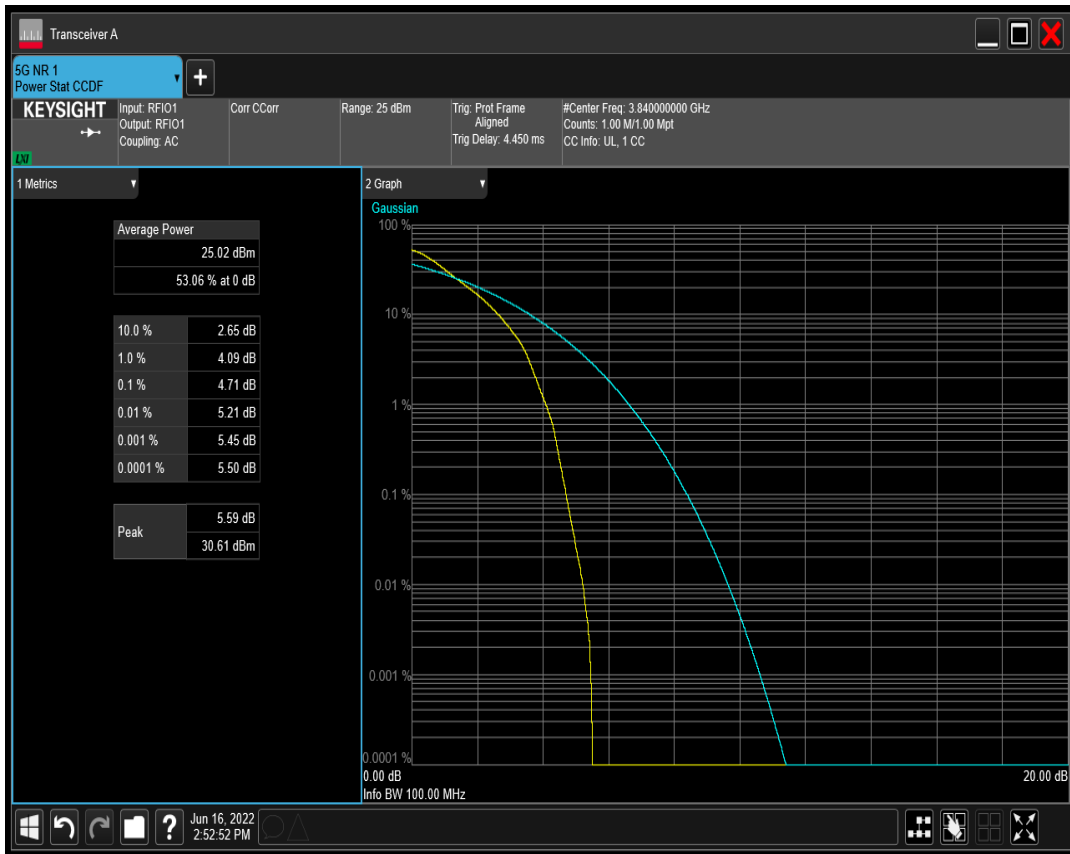 Transceiver A
5G NR 1
Power Stat CCDF
+
KEYSIGHT
LXI
Input: RFIO1
Output: RFIO1
Coupling: AC
Corr CCorr
Range: 25 dBm
Trig: Prot Frame
Aligned
Trig Delay: 4.450 ms
#Center Freq: 3.840000000 GHz
Counts: 1.00 M/1.00 Mpt
CC Info: UL, 1 CC
1 Metrics
Average Power
25.02 dBm
53.06 % at 0 dB
10.0 % 2.65 dB
1.0 % 4.09 dB
0.1 % 4.71 dB
0.01 % 5.21 dB
0.001 % 5.45 dB
0.0001 % 5.50 dB
Peak
5.59 dB
30.61 dBm
2 Graph
Gaussian
100 %
10 %
1 %
0.1 %
0.01 %
0.001 %
0.0001 %
0.00 dB
20.00 dB
Info BW 100.00 MHz
?
Jun 16, 2022
2:52:52 PM